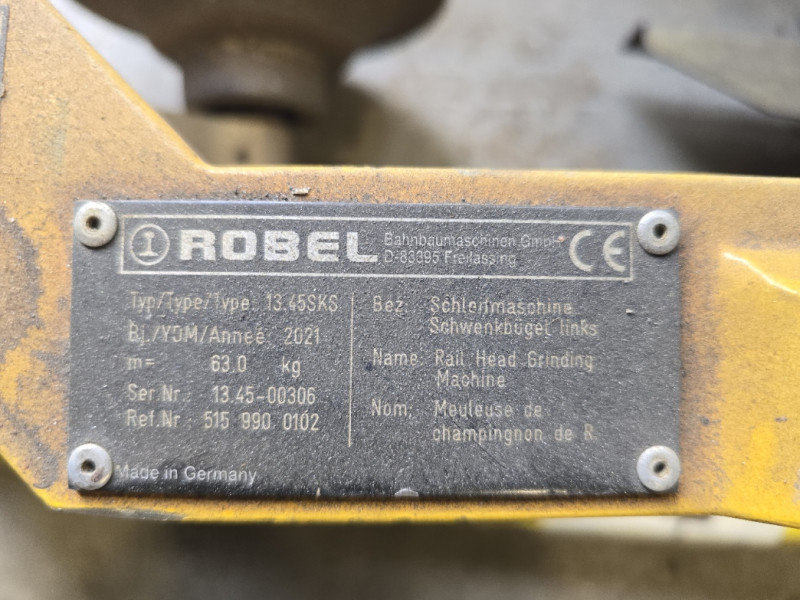 ROBEL
Bahnbaumaschinen GmbH
D-83395 Freilassing
CE
Typ/Type/Type 13.45SKS
Bj./YOM/Année 2021
m= 63.0 kg
Ser.Nr.: 13.45-00306
Ref.Nr.: 515 990 0102
Bez.: Schleifmaschine
Schwenkbügel links
Name: Rail Head Grinding
Machine
Nom: Meuleuse de
champingnon de R.
Made in Germany